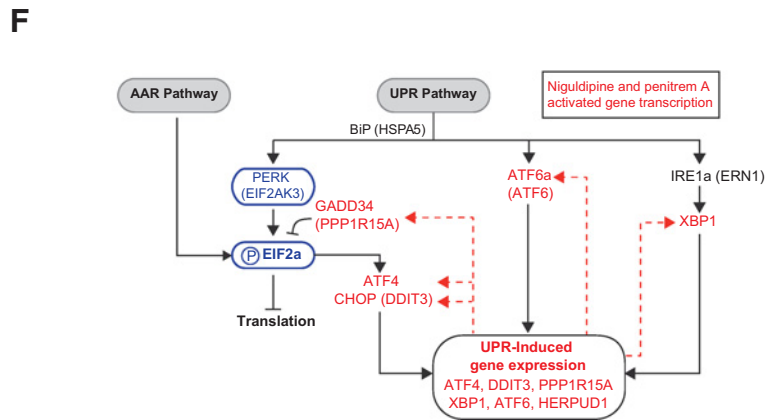 F
AAR Pathway
UPR Pathway
Niguldipine and penitrem A
activated gene transcription
BiP (HSPA5)
PERK
(EIF2AK3)
ATF6a
(ATF6)
IRE1a (ERN1)
GADD34
(PPP1R15A)
XBP1
P EIF2a
ATF4
CHOP (DDIT3)
Translation
UPR-Induced
gene expression
ATF4, DDIT3, PPP1R15A
XBP1, ATF6, HERPUD1